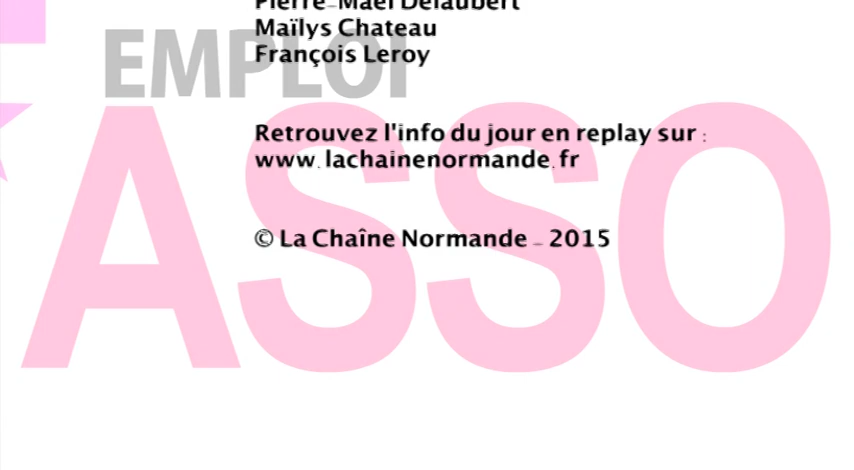 Pierre-Maël Delaubert
Maïlys Chateau
François Leroy
EMPLOI
ASSO
Retrouvez l'info du jour en replay sur :
www.lachainenormande.fr
© La Chaîne Normande - 2015